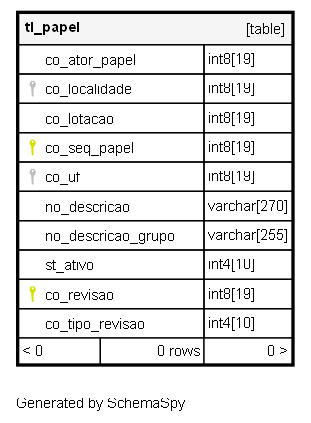 tl_papel [table]
co_ator_papel int8[19]
co_localidade int8[19]
co_lotacao int8[19]
co_seq_papel int8[19]
co_uf int8[19]
no_descricao varchar[270]
no_descricao_grupo varchar[255]
st_ativo int4[10]
co_revisao int8[19]
co_tipo_revisao int4[10]
< 0 0 rows 0 >
Generated by SchemaSpy